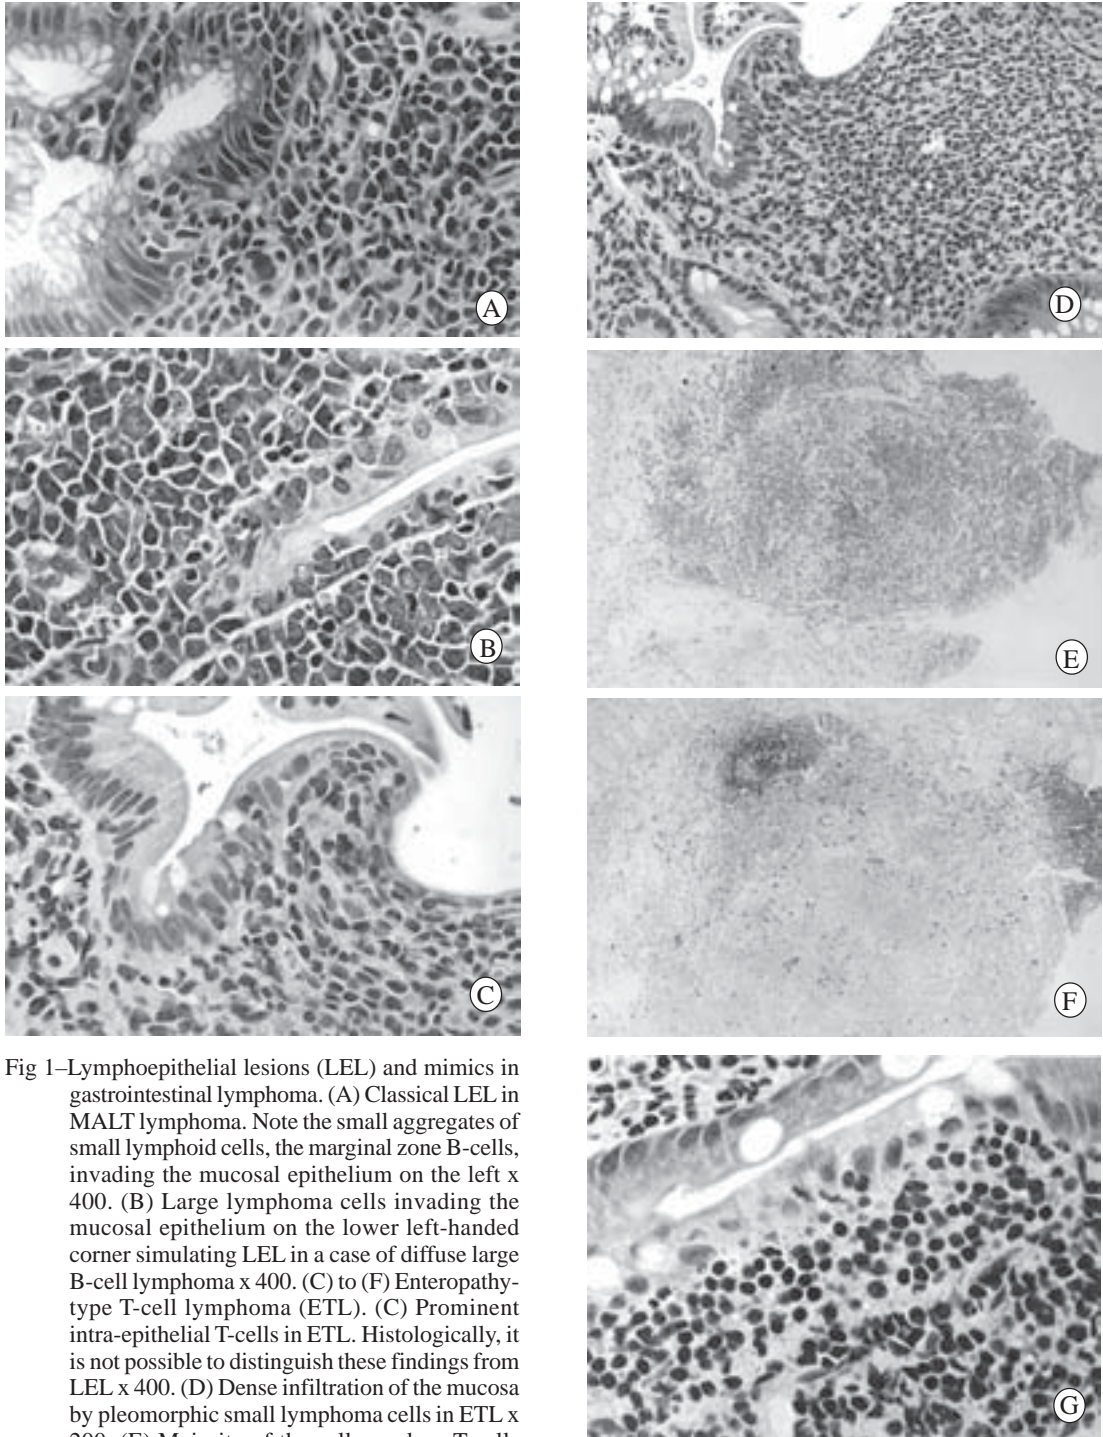 A
D
B
E
C
F
Fig 1–Lymphoepithelial lesions (LEL) and mimics in
gastrointestinal lymphoma. (A) Classical LEL in
MALT lymphoma. Note the small aggregates of
small lymphoid cells, the marginal zone B-cells,
invading the mucosal epithelium on the left x
400. (B) Large lymphoma cells invading the
mucosal epithelium on the lower left-handed
corner simulating LEL in a case of diffuse large
B-cell lymphoma x 400. (C) to (F) Enteropathy-
type T-cell lymphoma (ETL). (C) Prominent
intra-epithelial T-cells in ETL. Histologically, it
is not possible to distinguish these findings from
LEL x 400. (D) Dense infiltration of the mucosa
by pleomorphic small lymphoma cells in ETL x
G